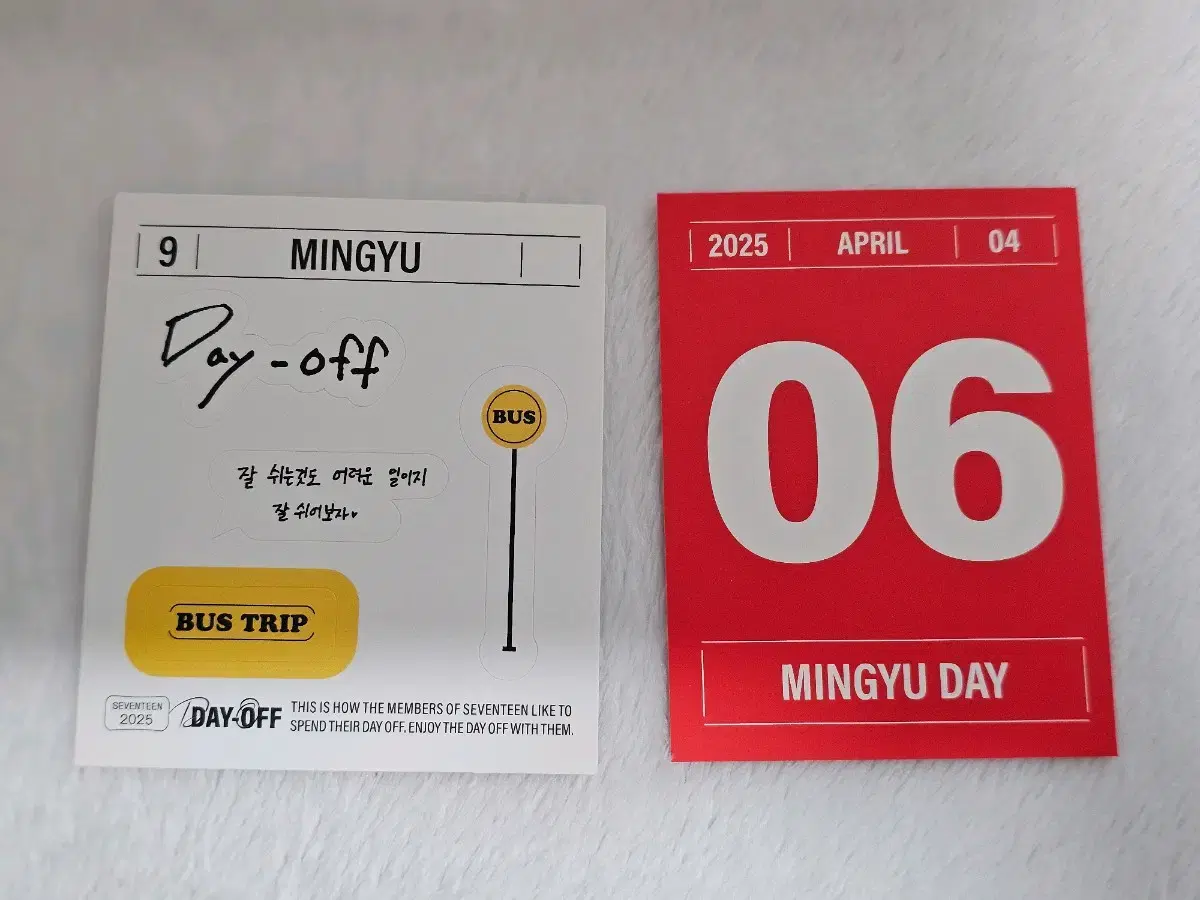 9 MINGYU
Day-off
BUS
잘 쉬는것도 어려운 일이지
잘 쉬어보자♥
BUS TRIP
SEVENTEEN
2025
DAY-OFF
THIS IS HOW THE MEMBERS OF SEVENTEEN LIKE TO
SPEND THEIR DAY OFF. ENJOY THE DAY OFF WITH THEM.
2025 APRIL 04
06
MINGYU DAY